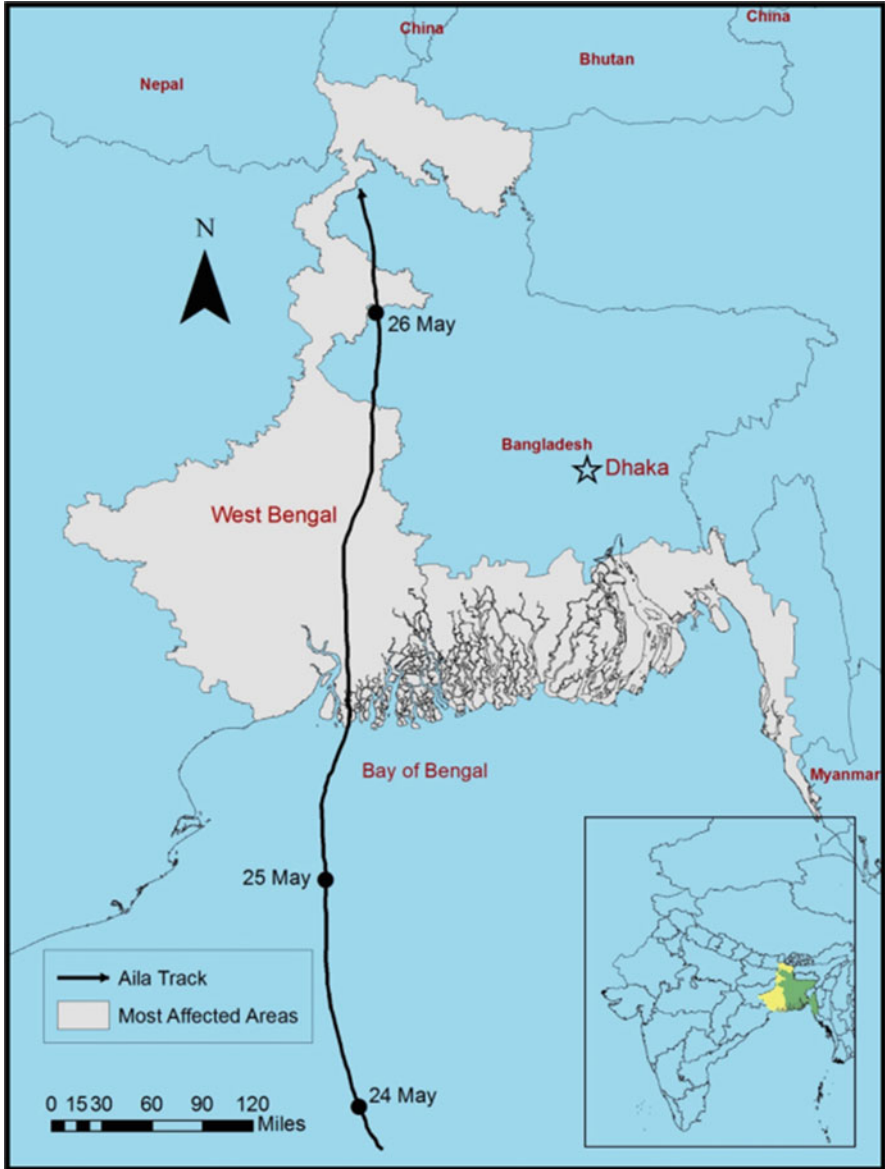 China
China
Nepal
Bhutan
N
26 May
Bangladesh
Dhaka
West Bengal
Bay of Bengal
Myanmar
25 May
Aila Track
Most Affected Areas
24 May
0 15 30 60 90 120
Miles